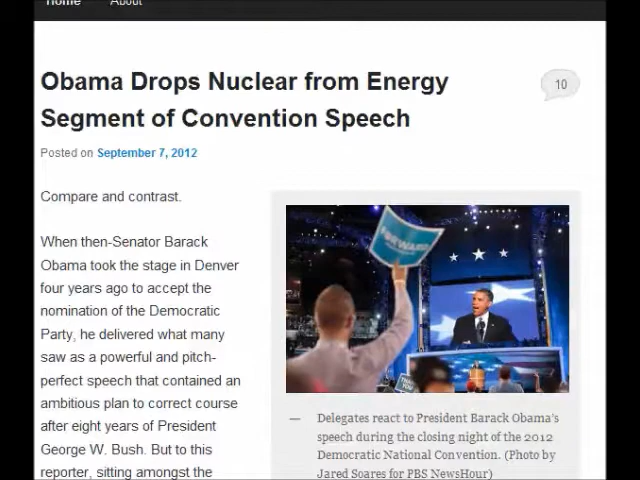 Home About
Obama Drops Nuclear from Energy
Segment of Convention Speech
10
Posted on September 7, 2012
Compare and contrast.
When then-Senator Barack
Obama took the stage in Denver
four years ago to accept the
nomination of the Democratic
Party, he delivered what many
saw as a powerful and pitch-
perfect speech that contained an
ambitious plan to correct course
after eight years of President
George W. Bush. But to this
reporter, sitting amongst the
FORWARD
THANK
YOU
— Delegates react to President Barack Obama's
speech during the closing night of the 2012
Democratic National Convention. (Photo by
Jared Soares for PBS NewsHour)